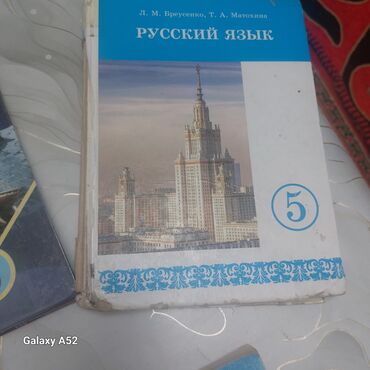 Л. М. Бреусенко, Т. А. Матохина
РУССКИЙ ЯЗЫК
5
Galaxy A52